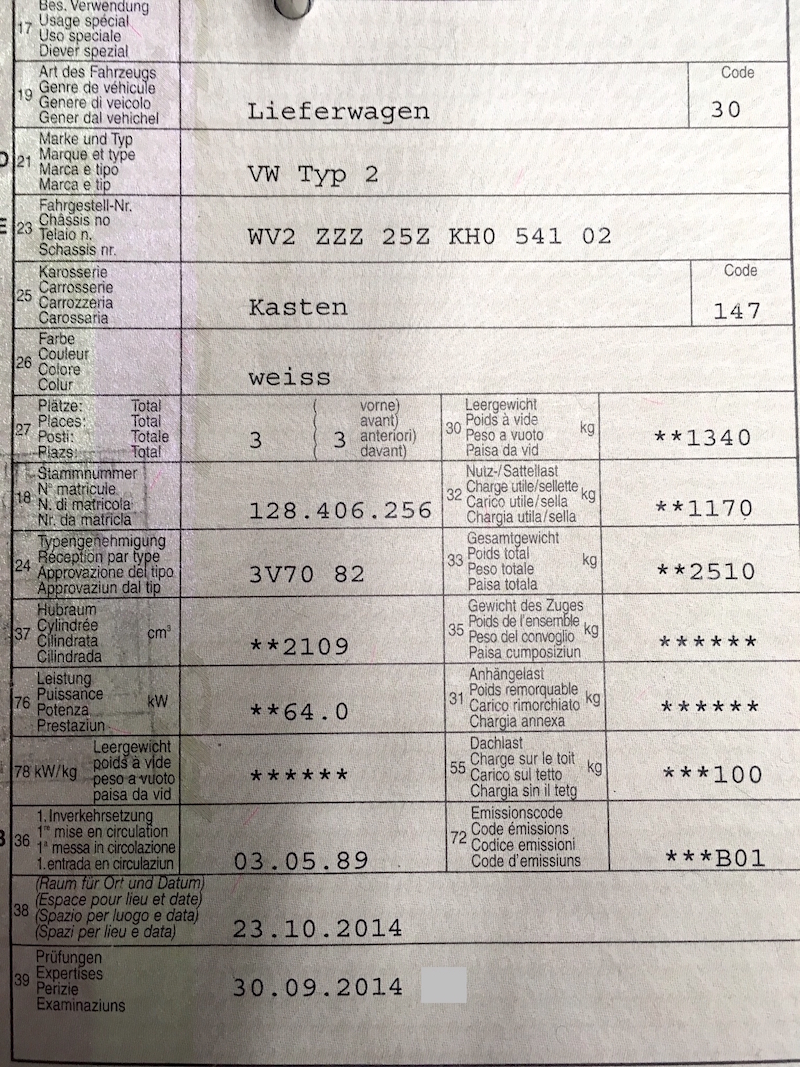 17 Bes. Verwendung
Usage spécial
Uso speciale
Diever spezial
19 Art des Fahrzeugs
Genre de véhicule
Genere di veicolo
Gener dal vehichel
Lieferwagen
Code
30
D 21 Marke und Typ
Marque et type
Marca e tipo
Marca e tip
VW Typ 2
E 23 Fahrgestell-Nr.
Châssis no
Telaio n.
Schassis nr.
WV2 ZZZ 25Z KH0 541 02
25 Karosserie
Carrosserie
Carrozzeria
Carossaria
Kasten
Code
147
26 Farbe
Couleur
Colore
Colur
weiss
27 Plätze: Total
Places: Total
Posti: Totale
Plazs: Total
3 ( 3 vorne)
avant)
anteriori)
davant)
30 Leergewicht
Poids à vide
Peso a vuoto
Paisa da vid
kg
**1340
18 Stammnummer
N° matricule
N. di matricola
Nr. da matricla
128.406.256
32 Nutz-/Sattellast
Charge utile/sellette
Carico utile/sella
Chargia utila/sella
kg
**1170
24 Typengenehmigung
Réception par type
Approvazione del tipo
Approvaziun dal tip
3V70 82
33 Gesamtgewicht
Poids total
Peso totale
Paisa totala
kg
**2510
37 Hubraum
Cylindrée
Cilindrata
Cilindrada
cm³
**2109
35 Gewicht des Zuges
Poids de l'ensemble
Peso del convoglio
Paisa cumposiziun
kg
******
76 Leistung
Puissance
Potenza
Prestaziun
kW
**64.0
31 Anhängelast
Poids remorquable
Carico rimorchiato
Chargia annexa
kg
******
78 kW/kg Leergewicht
poids à vide
peso a vuoto
paisa da vid
******
55 Dachlast
Charge sur le toit
Carico sul tetto
Chargia sin il tetg
kg
***100
B 36 1. Inverkehrsetzung
1re mise en circulation
1a messa in circolazione
1. entrada en circulaziun
03.05.89
72 Emissionscode
Code émissions
Codice emissioni
Code d'emissiuns
***B01
38 (Raum für Ort und Datum)
(Espace pour lieu et date)
(Spazio per luogo e data)
(Spazi per lieu e data)
23.10.2014
39 Prüfungen
Expertises
Perizie
Examinaziuns
30.09.2014